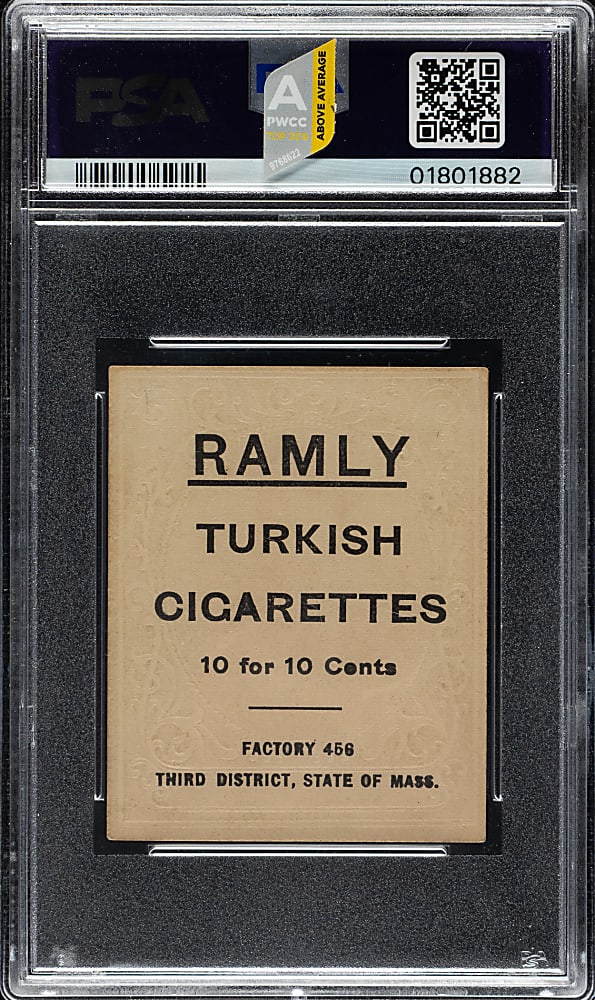 PSA
A
PWCC
ABOVE AVERAGE
9766622
01801882
RAMLY
TURKISH
CIGARETTES
10 for 10 Cents
FACTORY 456
THIRD DISTRICT, STATE OF MASS.